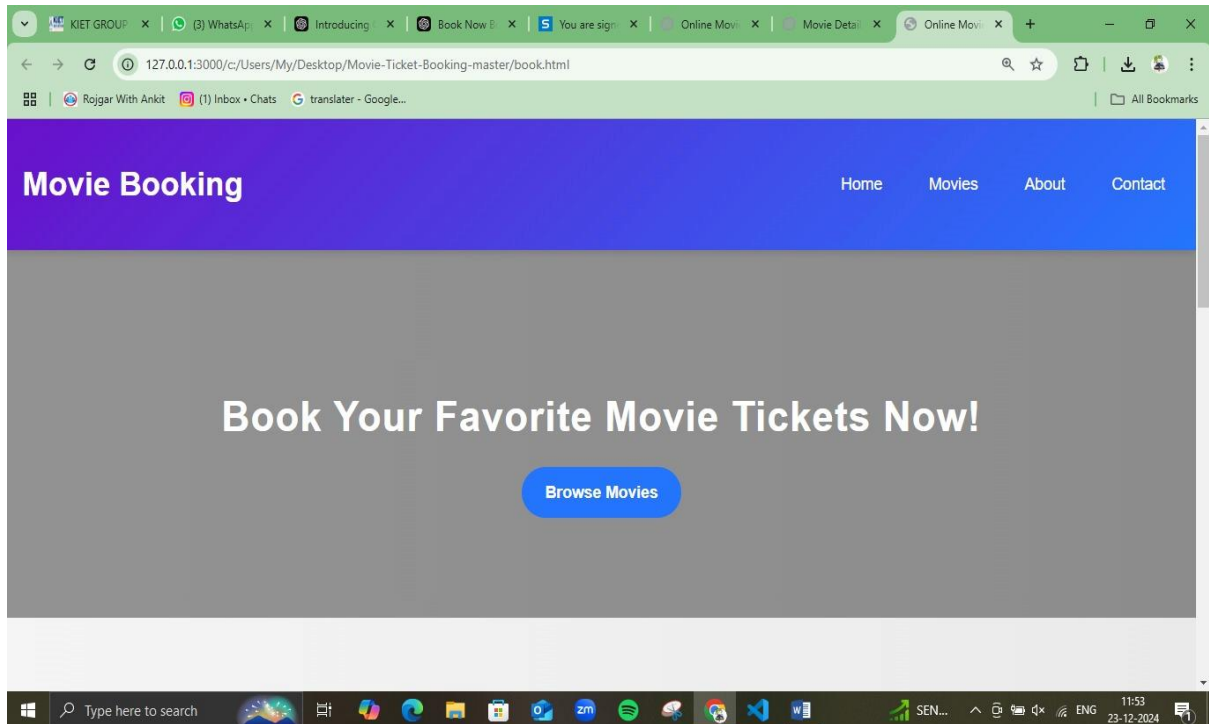 KIET GROUP
(3) WhatsAp
Introducing
Book Now B
S You are sign
Online Movi
Movie Detai
Online Movi
127.0.0.1:3000/c:/Users/My/Desktop/Movie-Ticket-Booking-master/book.html
Rojgar With Ankit
(1) Inbox • Chats
translater - Google...
All Bookmarks
Movie Booking
Home Movies About Contact
Book Your Favorite Movie Tickets Now!
Browse Movies
Type here to search
zm
SEN...
ENG
11:53
23-12-2024